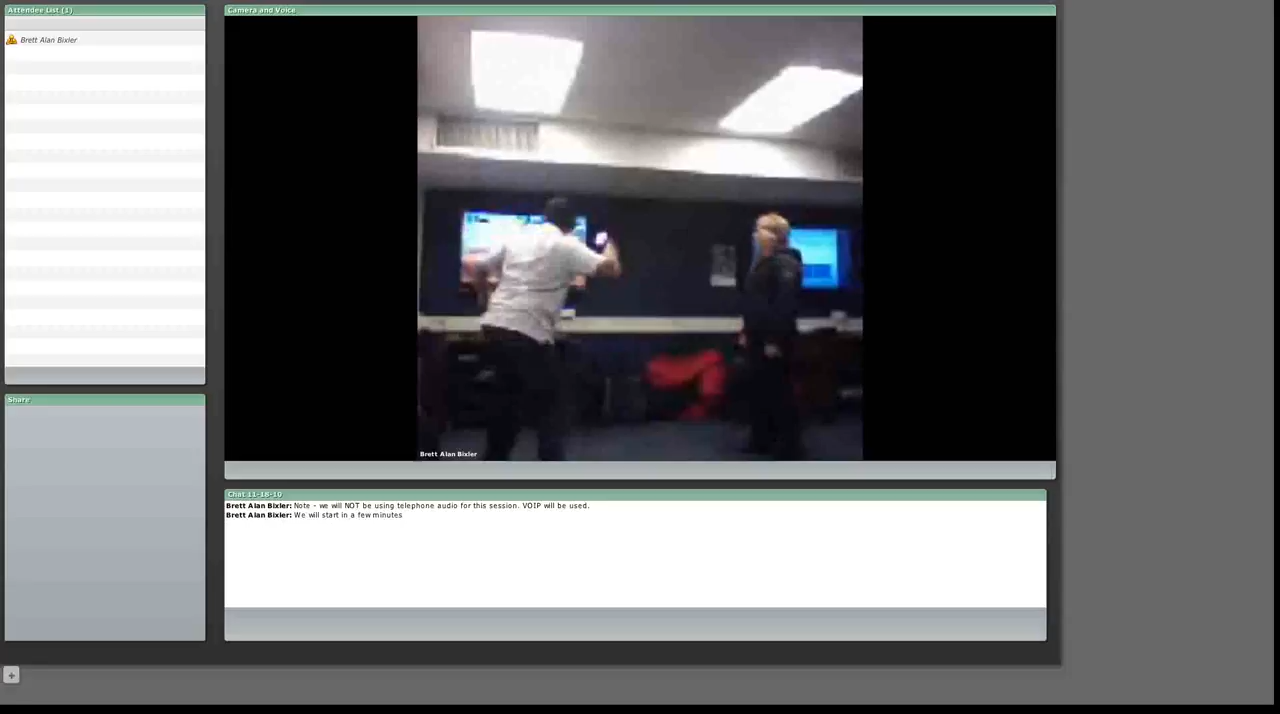 Attendee List (1)
Brett Alan Bixler
Share
Camera and Voice
Brett Alan Bixler
Chat 11-18-10
Brett Alan Bixler: Note - we will NOT be using telephone audio for this session. VOIP will be used.
Brett Alan Bixler: We will start in a few minutes